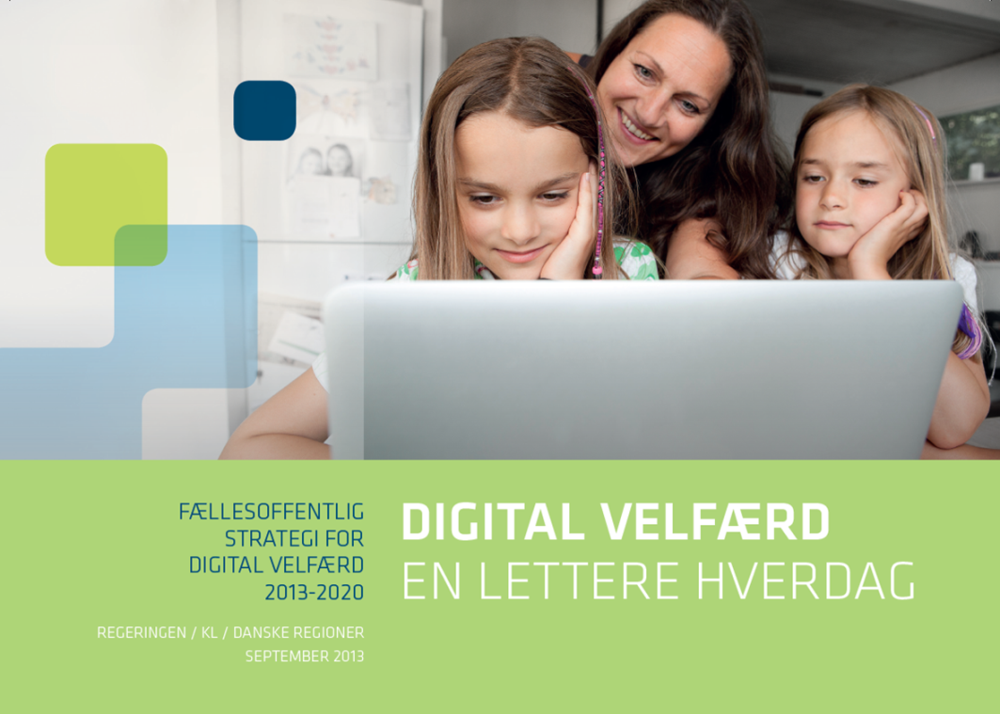 FÆLLESOFFENTLIG
STRATEGI FOR
DIGITAL VELFÆRD
2013-2020
REGERINGEN / KL / DANSKE REGIONER
SEPTEMBER 2013
DIGITAL VELFÆRD
EN LETTERE HVERDAG